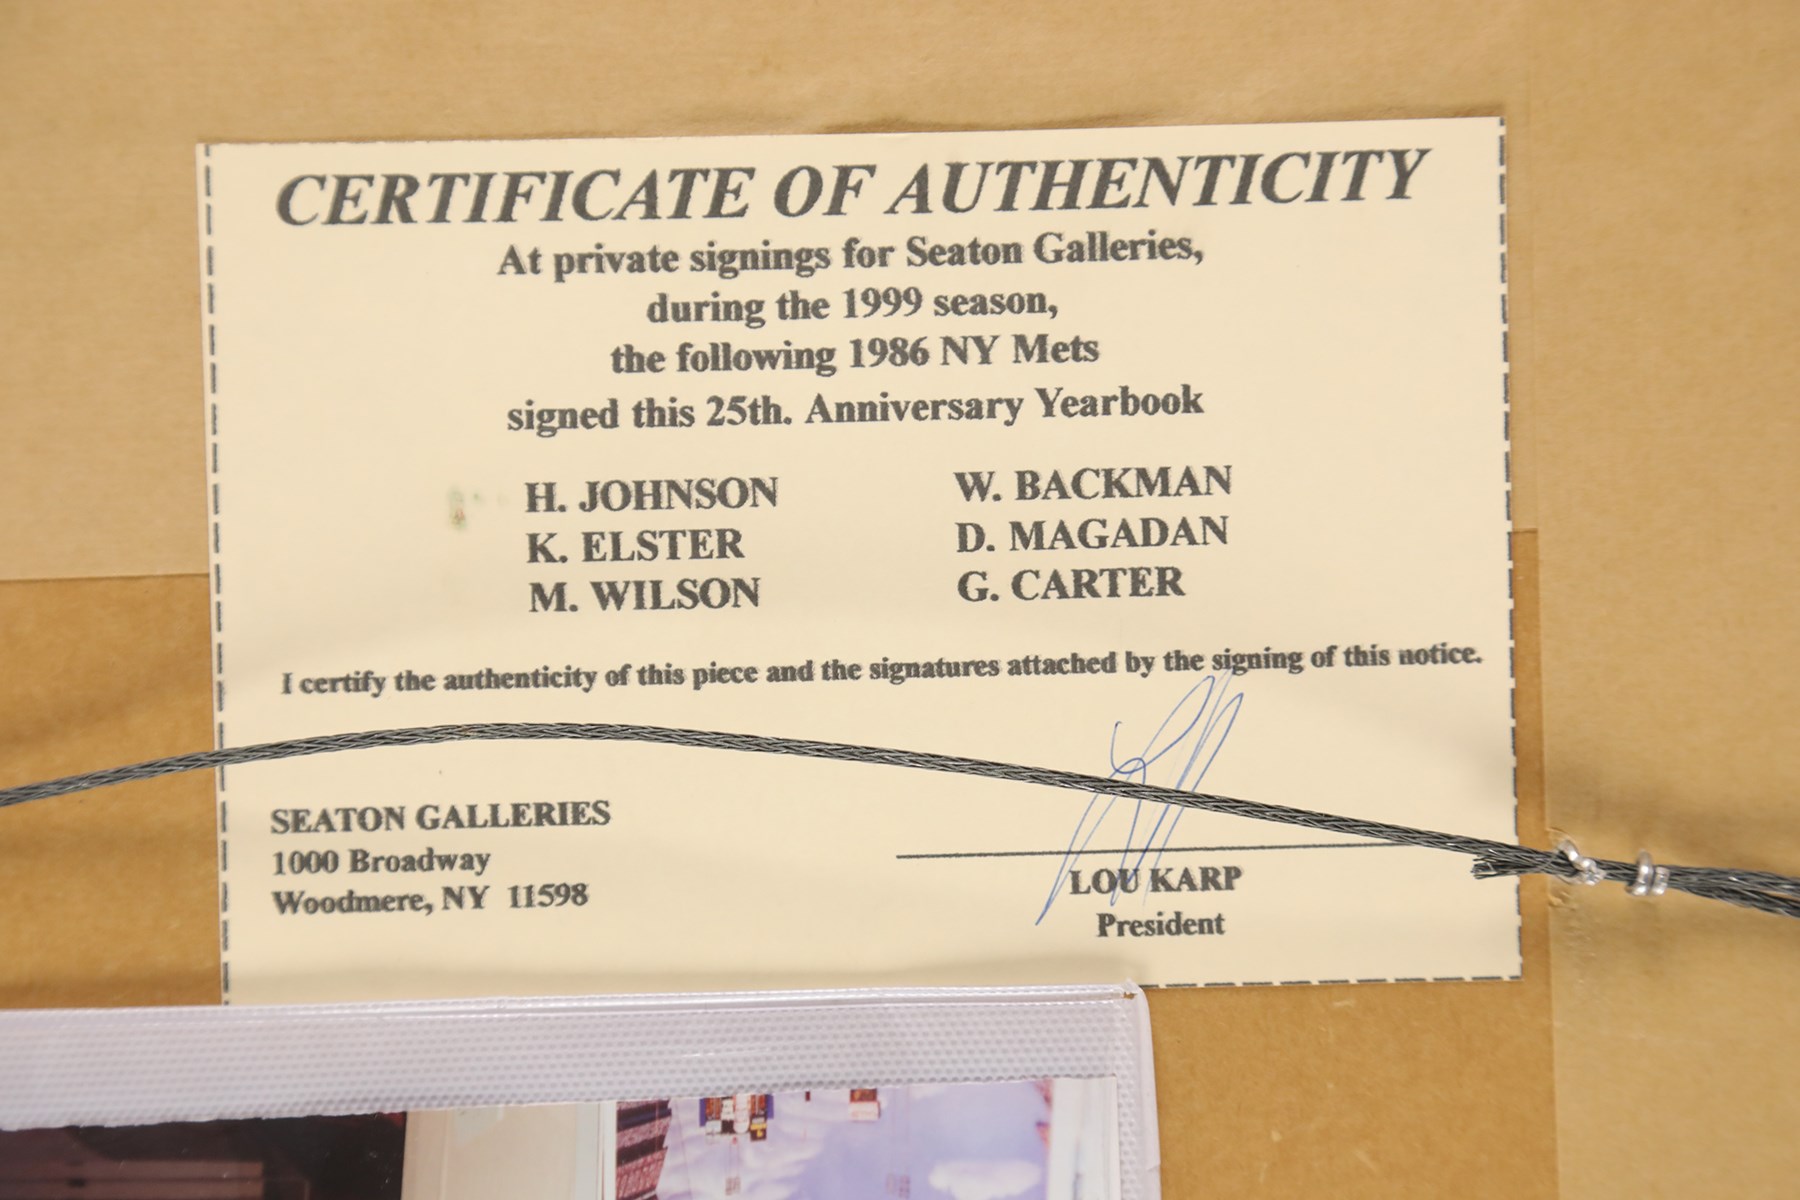 CERTIFICATE OF AUTHENTICITY
At private signings for Seaton Galleries,
during the 1999 season,
the following 1986 NY Mets
signed this 25th. Anniversary Yearbook
H. JOHNSON W. BACKMAN
K. ELSTER D. MAGADAN
M. WILSON G. CARTER
I certify the authenticity of this piece and the signatures attached by the signing of this notice.
SEATON GALLERIES
1000 Broadway
Woodmere, NY 11598
LOU KARP
President